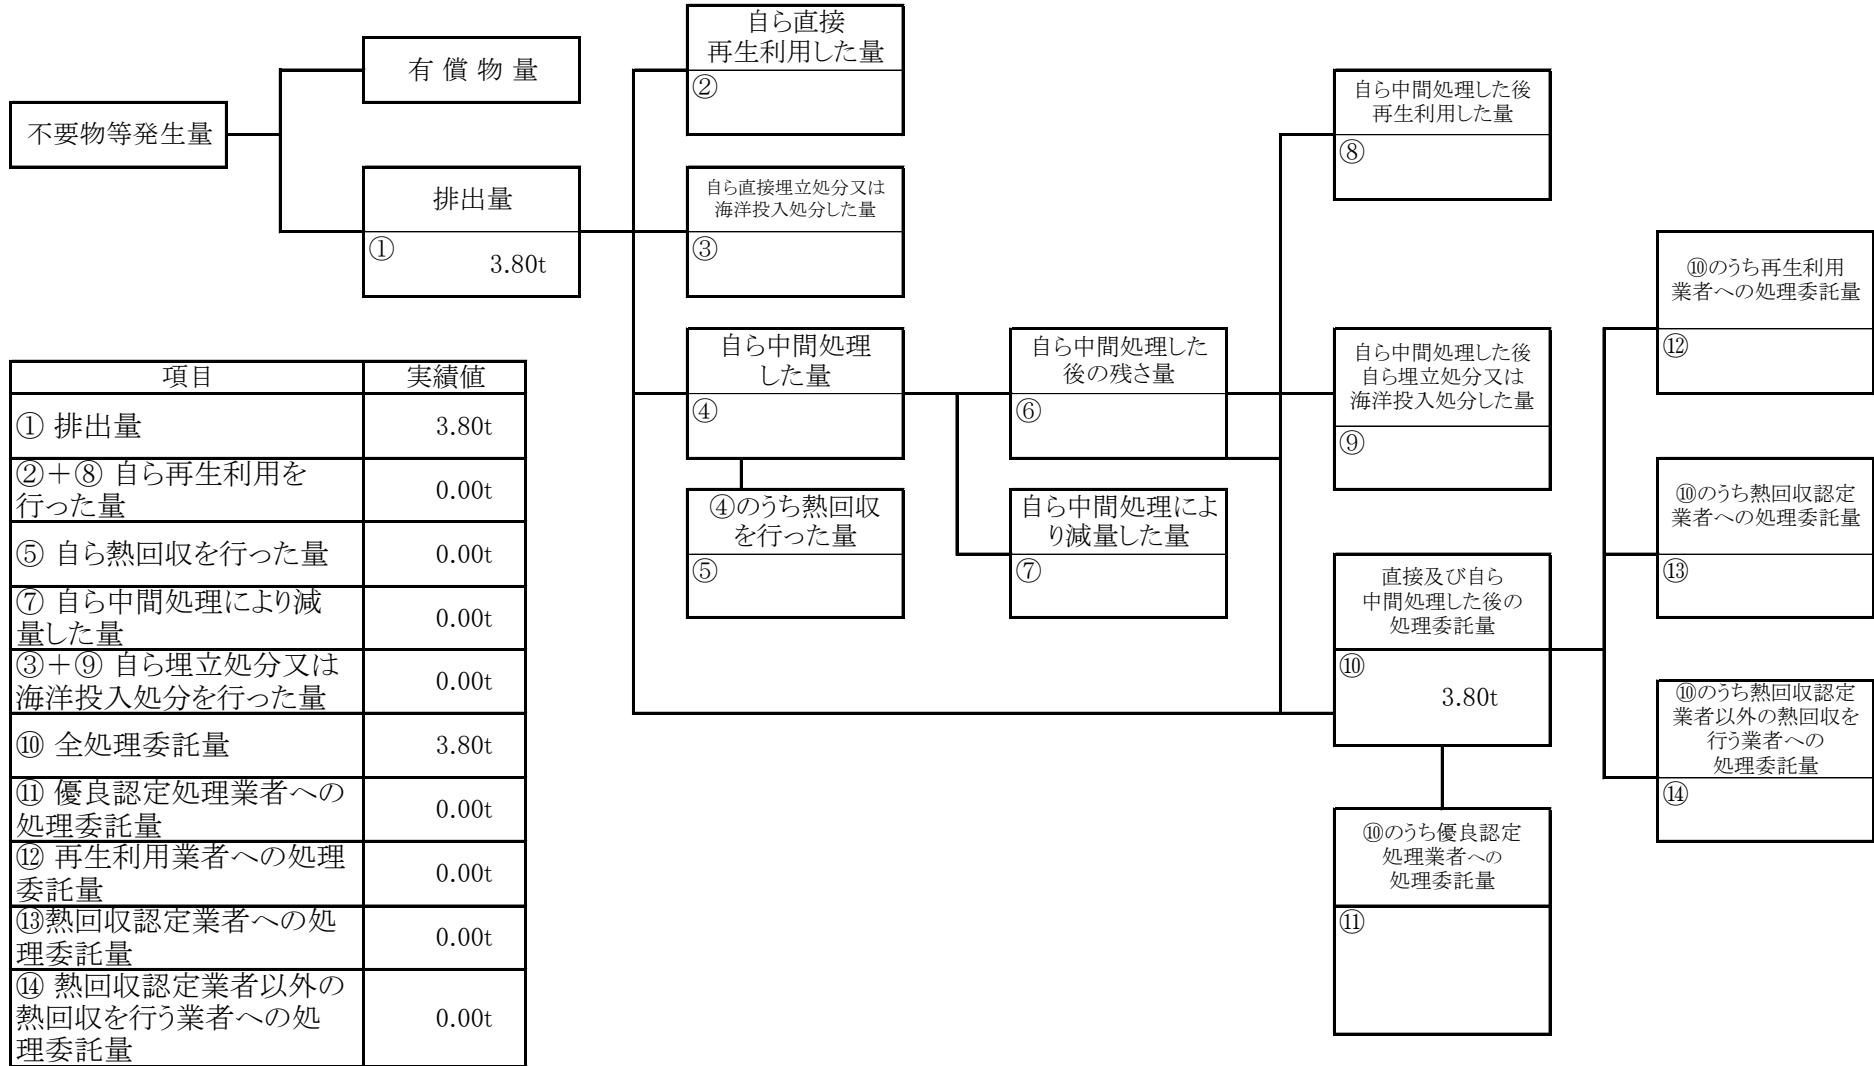 不要物等発生量
有 償 物 量
排出量
①
3.80t
自ら直接
再生利用した量
②
自ら直接埋立処分又は
海洋投入処分した量
③
自ら中間処理
した量
④
④のうち熱回収
を行った量
⑤
自ら中間処理した
後の残さ量
⑥
自ら中間処理によ
り減量した量
⑦
自ら中間処理した後
再生利用した量
⑧
自ら中間処理した後
自ら埋立処分又は
海洋投入処分した量
⑨
直接及び自ら
中間処理した後の
処理委託量
⑩
3.80t
⑩のうち優良認定
処理業者への
処理委託量
⑪
⑩のうち再生利用
業者への処理委託量
⑫
⑩のうち熱回収認定
業者への処理委託量
⑬
⑩のうち熱回収認定
業者以外の熱回収を
行う業者への
処理委託量
⑭
項目 実績値
① 排出量 3.80t
②＋⑧ 自ら再生利用を
行った量 0.00t
⑤ 自ら熱回収を行った量 0.00t
⑦ 自ら中間処理により減
量した量 0.00t
③＋⑨ 自ら埋立処分又は
海洋投入処分を行った量 0.00t
⑩ 全処理委託量 3.80t
⑪ 優良認定処理業者への
処理委託量 0.00t
⑫ 再生利用業者への処理
委託量 0.00t
⑬熱回収認定業者への処
理委託量 0.00t
⑭ 熱回収認定業者以外の
熱回収を行う業者への処
理委託量 0.00t